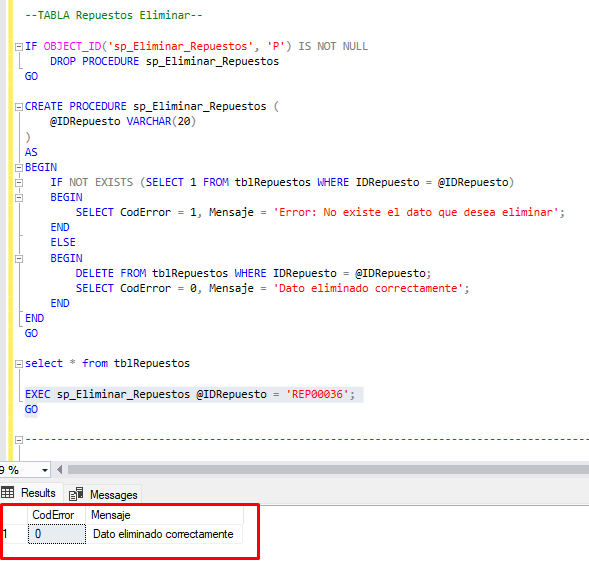 --TABLA Repuestos Eliminar--
IF OBJECT_ID('sp_Eliminar_Repuestos', 'P') IS NOT NULL
DROP PROCEDURE sp_Eliminar_Repuestos
GO
CREATE PROCEDURE sp_Eliminar_Repuestos (
@IDRepuesto VARCHAR(20)
)
AS
BEGIN
IF NOT EXISTS (SELECT 1 FROM tblRepuestos WHERE IDRepuesto = @IDRepuesto)
BEGIN
SELECT CodError = 1, Mensaje = 'Error: No existe el dato que desea eliminar';
END
ELSE
BEGIN
DELETE FROM tblRepuestos WHERE IDRepuesto = @IDRepuesto;
SELECT CodError = 0, Mensaje = 'Dato eliminado correctamente';
END
END
GO
select * from tblRepuestos
EXEC sp_Eliminar_Repuestos @IDRepuesto = 'REP00036';
GO
---------------------------------------------------------------------------------------
9 %
Results Messages
CodError Mensaje
1 0 Dato eliminado correctamente